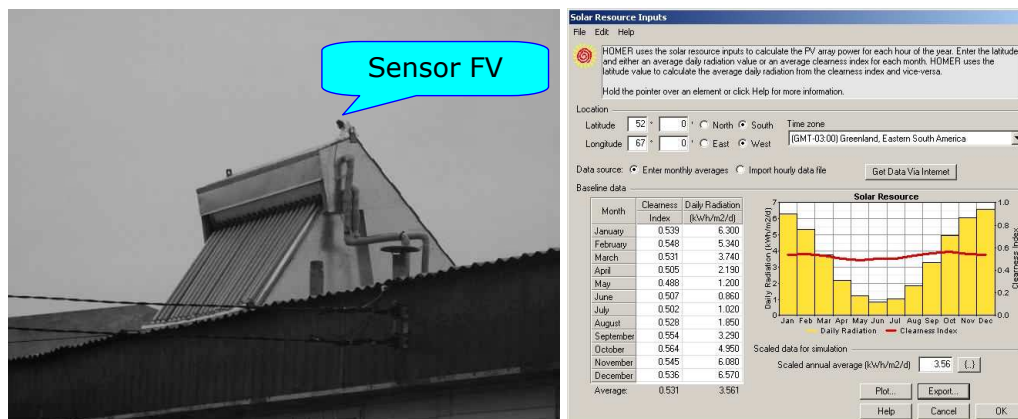 Sensor FV
Solar Resource Inputs
File Edit Help
HOMER uses the solar resource inputs to calculate the PV array power for each hour of the year. Enter the latitude
and either an average daily radiation value or an average clearness index for each month. HOMER uses the
latitude value to calculate the average daily radiation from the clearness index and vice-versa.
Hold the pointer over an element or click Help for more information.
Location
Latitude 52 ° 0 ' North South
Longitude 67 ° 0 ' East West
Time zone
(GMT-03:00) Greenland, Eastern South America
Data source: Enter monthly averages Import hourly data file Get Data Via Internet
Baseline data
Month Clearness Index Daily Radiation (kWh/m2/d)
January 0.539 6.300
February 0.548 5.340
March 0.531 3.740
April 0.505 2.190
May 0.488 1.200
June 0.507 0.860
July 0.502 1.020
August 0.528 1.850
September 0.554 3.290
October 0.564 4.950
November 0.545 6.080
December 0.536 6.570
Average: 0.531 3.561
Solar Resource
Daily Radiation (kWh/m2/d)
7
6
5
4
3
2
1
0
1.0
0.8
0.6
0.4
0.2
0.0
Clearness Index
Jan Feb Mar Apr May Jun Jul Aug Sep Oct Nov Dec
Daily Radiation Clearness Index
Scaled data for simulation
Scaled annual average (kWh/m2/d) 3.56 {..}
Plot... Export...
Help Cancel OK